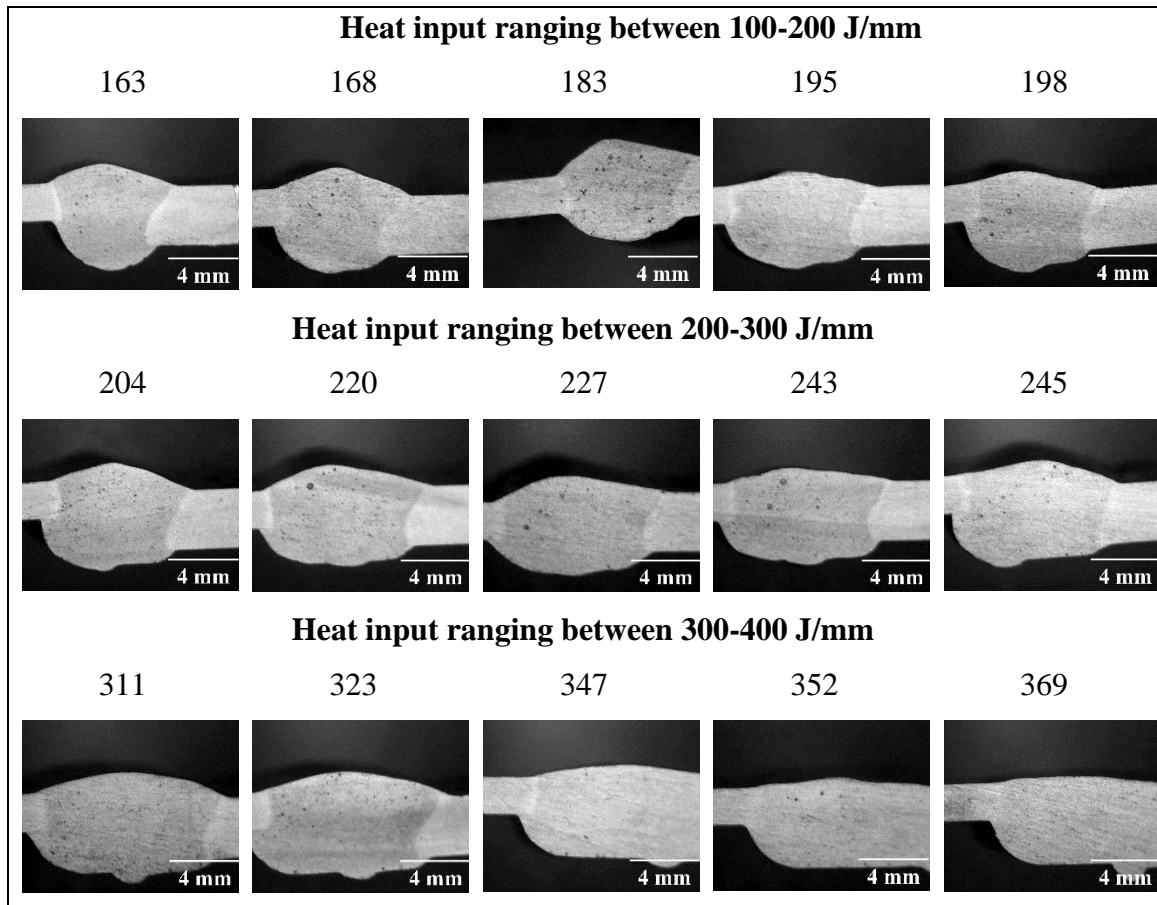 Heat input ranging between 100-200 J/mm
163 168 183 195 198
4 mm 4 mm 4 mm 4 mm 4 mm
Heat input ranging between 200-300 J/mm
204 220 227 243 245
4 mm 4 mm 4 mm 4 mm 4 mm
Heat input ranging between 300-400 J/mm
311 323 347 352 369
4 mm 4 mm 4 mm 4 mm 4 mm